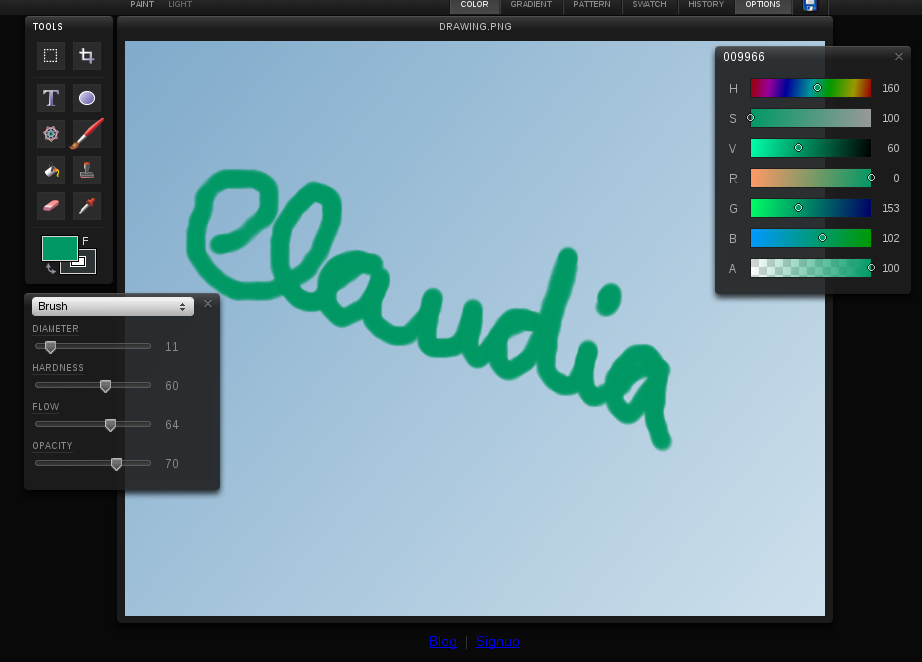 PAINT LIGHT COLOR GRADIENT PATTERN SWATCH HISTORY OPTIONS
TOOLS
DRAWING.PNG
T
F
Claudia
009966
H 160
S 100
V 60
R 0
G 153
B 102
A 100
Brush
DIAMETER
11
HARDNESS
60
FLOW
64
OPACITY
70
Blog | Signup